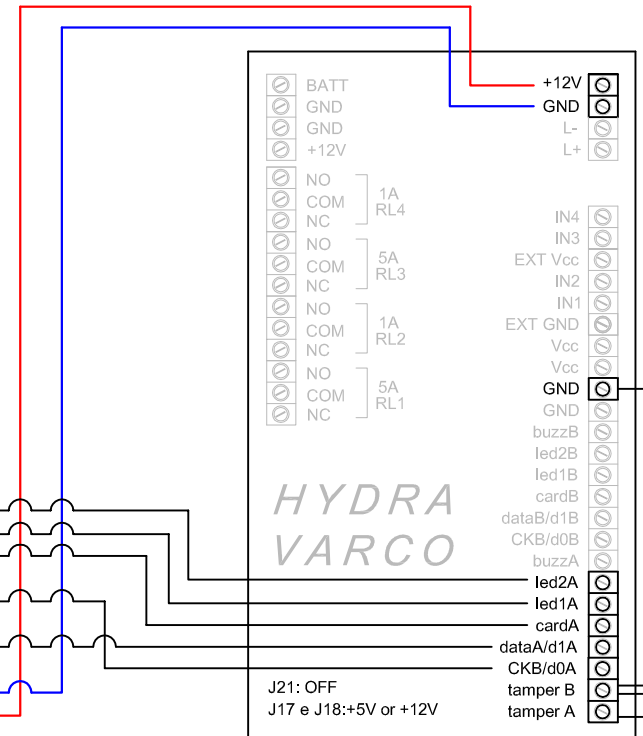 BATT
GND
GND
+12V
NO
COM
NC
1A
RL4
NO
COM
NC
5A
RL3
NO
COM
NC
1A
RL2
NO
COM
NC
5A
RL1
HYDRA
VARCO
J21: OFF
J17 e J18:+5V or +12V
+12V
GND
L-
L+
IN4
IN3
EXT Vcc
IN2
IN1
EXT GND
Vcc
Vcc
GND
GND
buzzB
led2B
led1B
cardB
dataB/d1B
CKB/d0B
buzzA
led2A
led1A
cardA
dataA/d1A
CKB/d0A
tamper B
tamper A